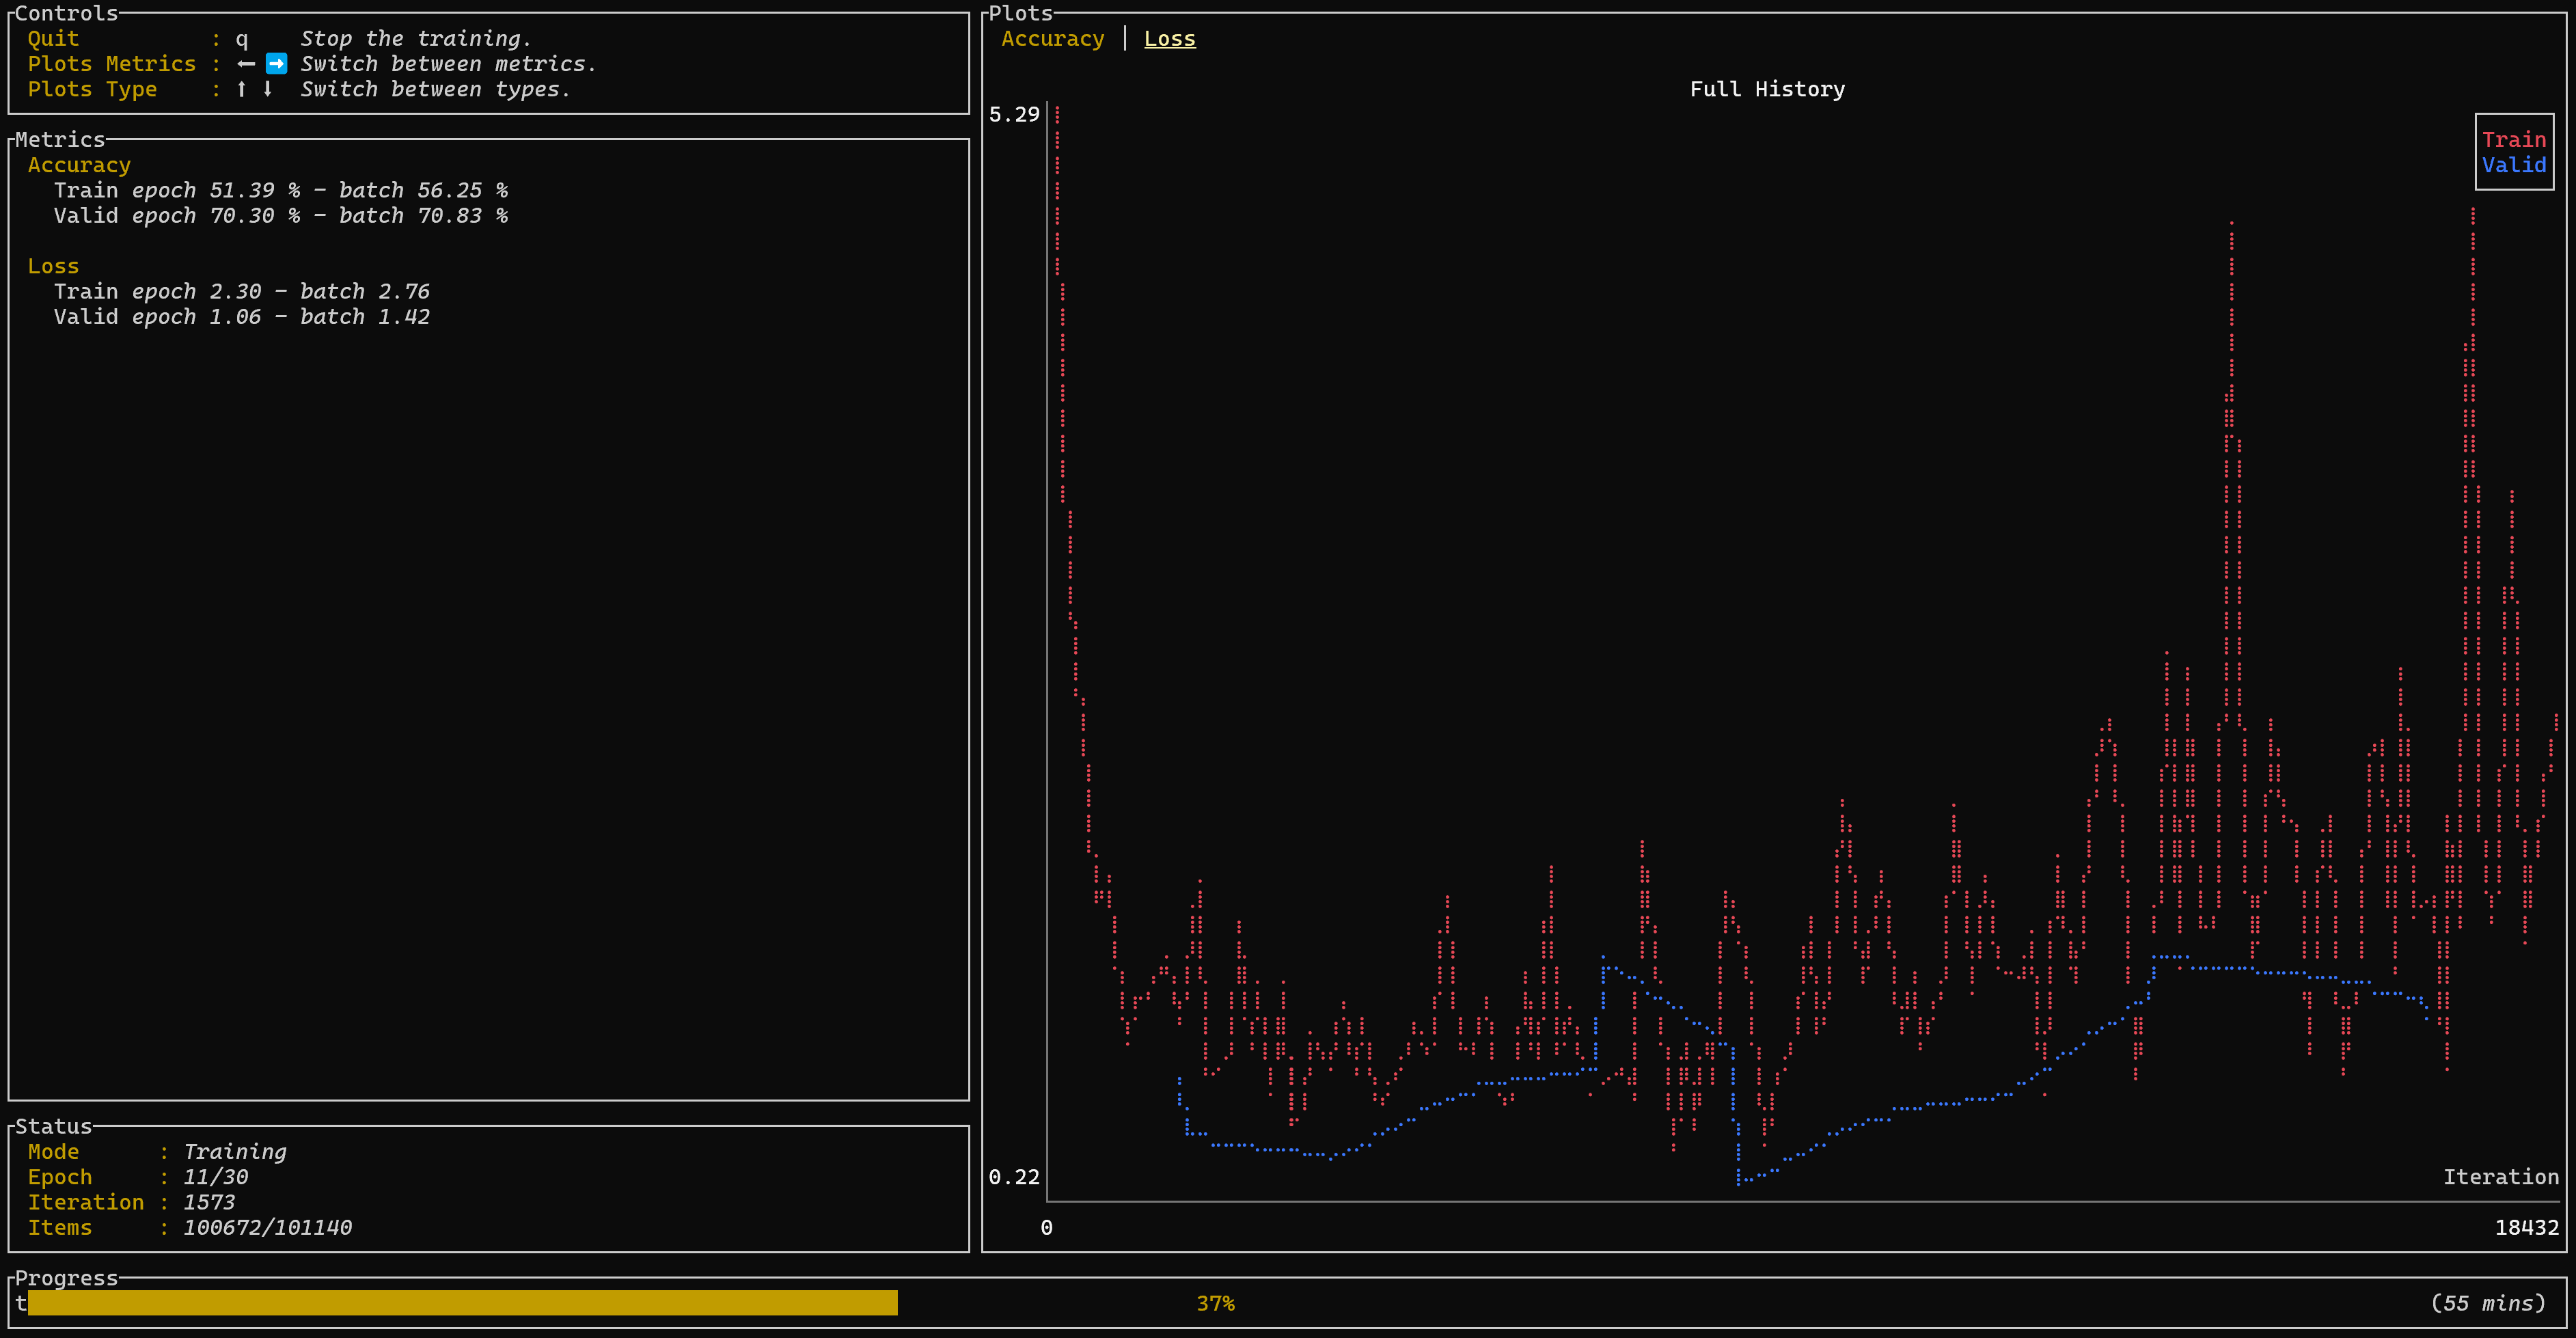 Controls
Quit : q Stop the training.
Plots Metrics : ← ➡ Switch between metrics.
Plots Type : ↑ ↓ Switch between types.
Metrics
Accuracy
Train epoch 51.39 % - batch 56.25 %
Valid epoch 70.30 % - batch 70.83 %
Loss
Train epoch 2.30 - batch 2.76
Valid epoch 1.06 - batch 1.42
Status
Mode : Training
Epoch : 11/30
Iteration : 1573
Items : 100672/101140
Plots
Accuracy | Loss
Full History
5.29
Train
Valid
0.22
Iteration
0 18432
Progress
t 37% (55 mins)